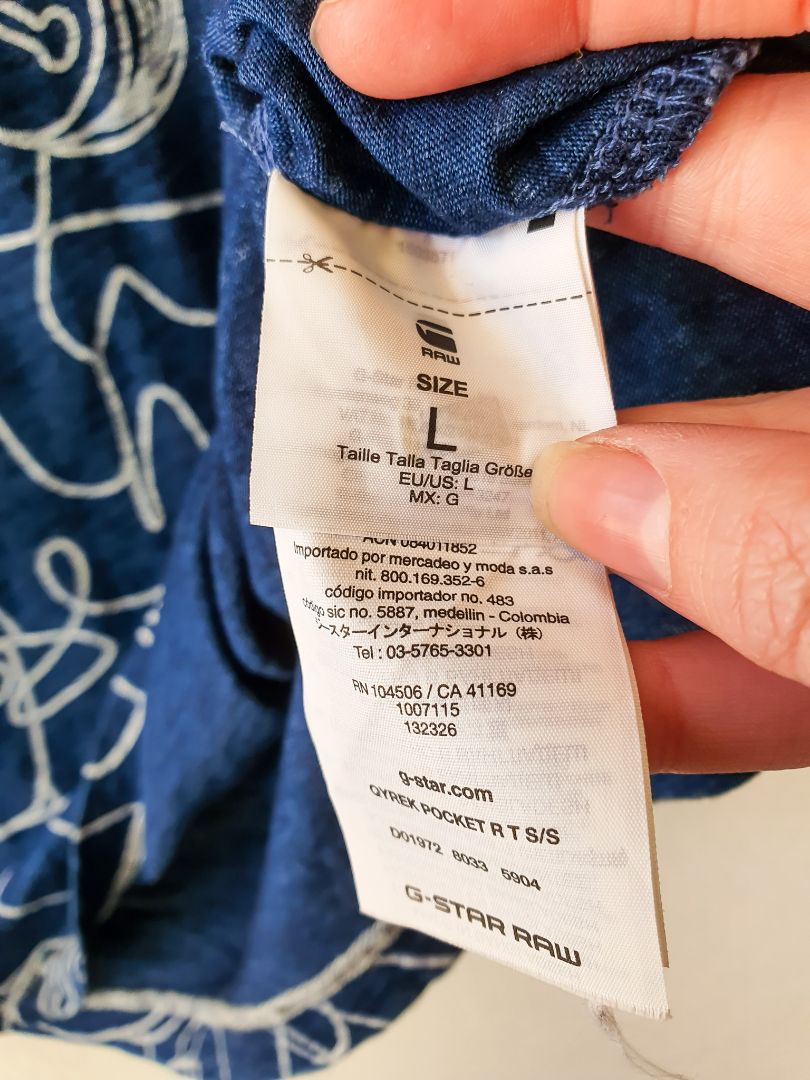 RAW
SIZE
L
Taille Talla Taglia Größe
EU/US: L
MX: G
ACN 084011852
Importado por mercadeo y moda s.a.s
nit. 800.169.352-6
código importador no. 483
código sic no. 5887, medellin - Colombia
ジースターインターナショナル（株）
Tel : 03-5765-3301
RN 104506 / CA 41169
1007115
132326
g-star.com
QYREK POCKET R T S/S
D01972 8033 5904
G-STAR RAW